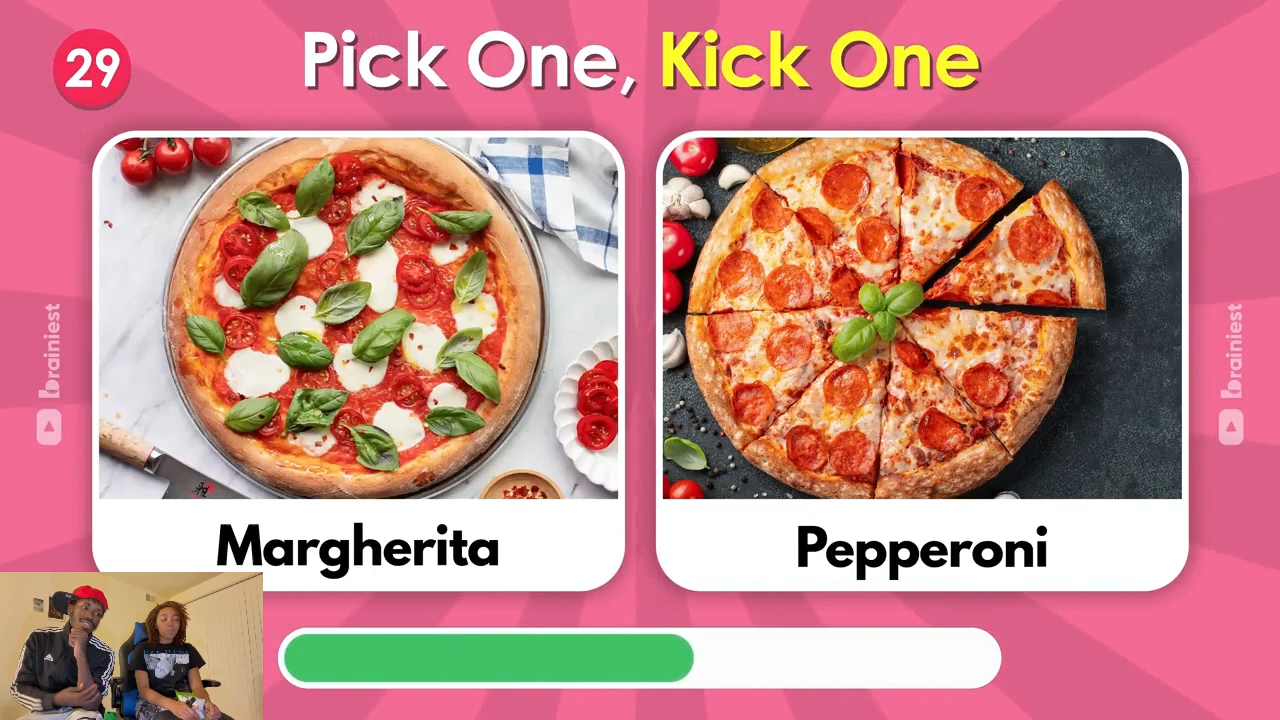 29
Pick One, Kick One
brainiest
brainiest
Margherita
Pepperoni